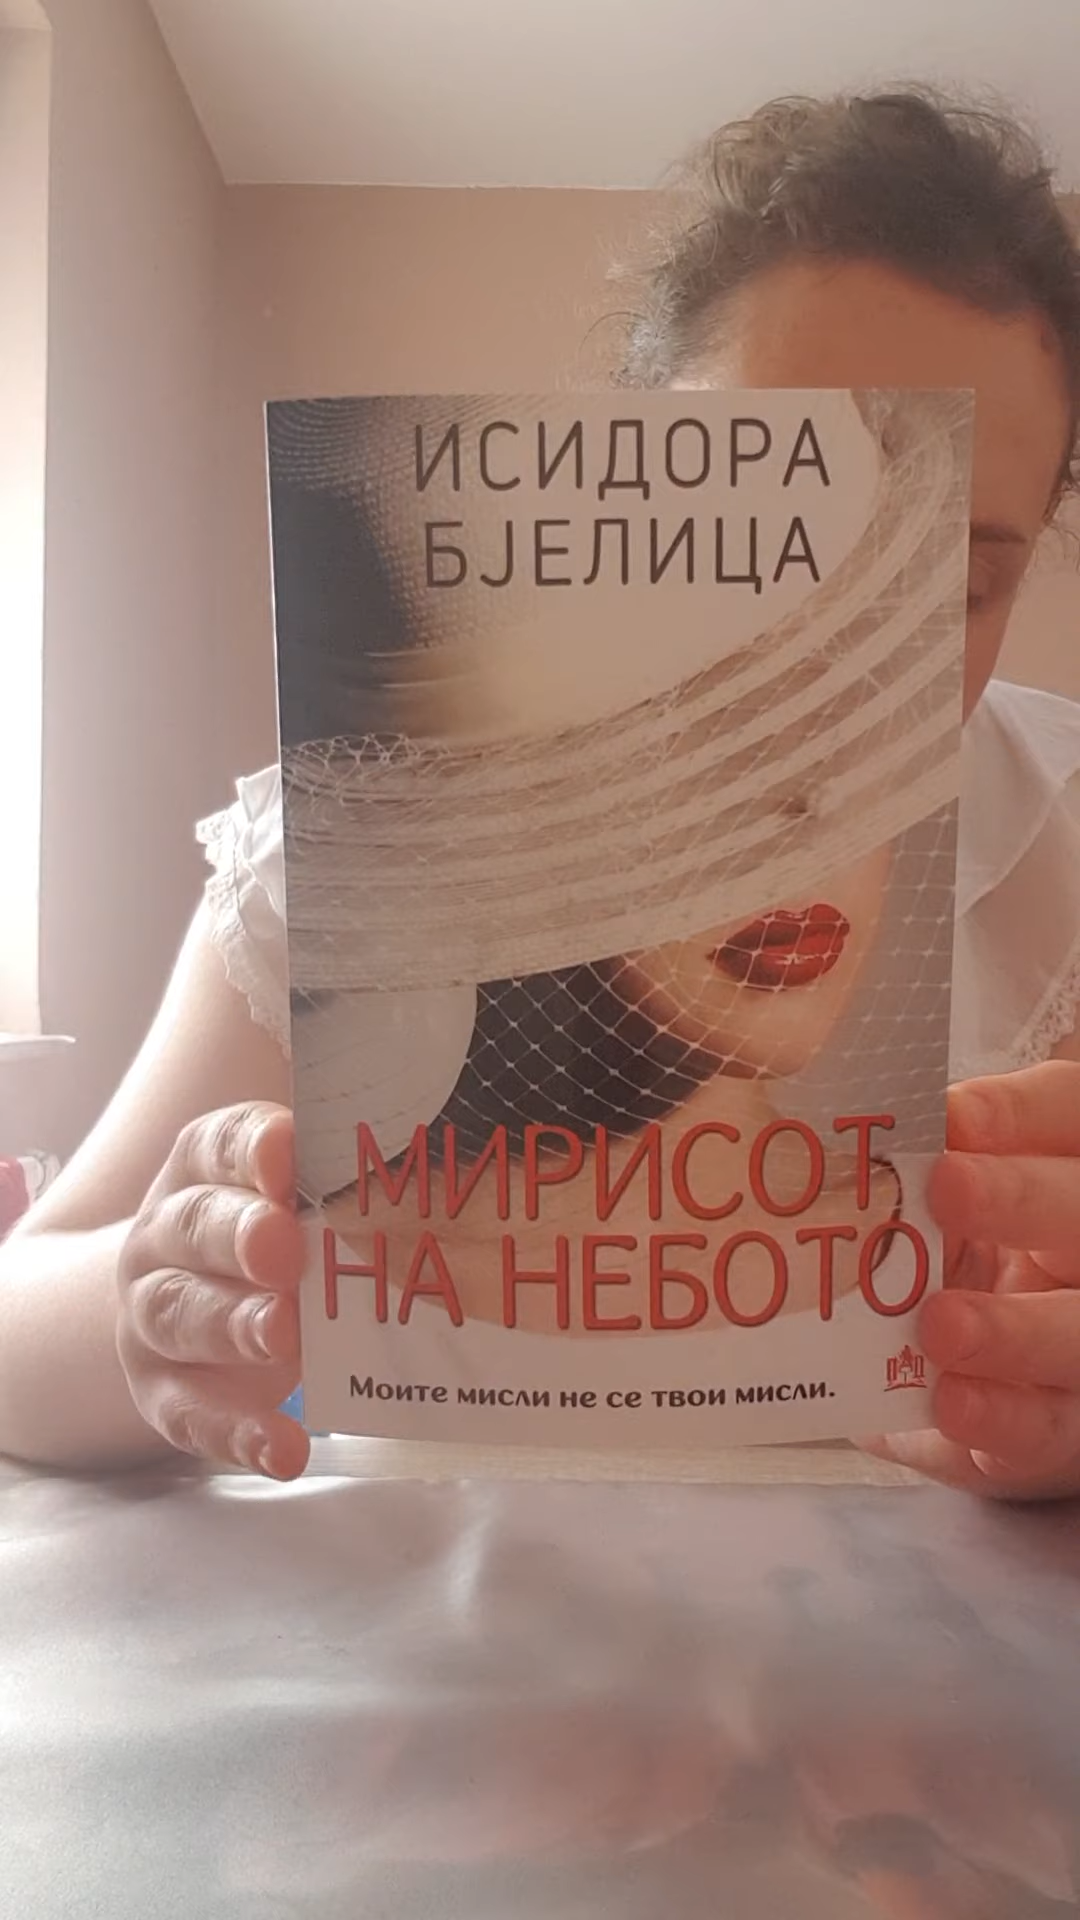 ИСИДОРА
БЈЕЛИЦА
МИРИСОТ
НА НЕБОТО
Моите мисли не се твои мисли.